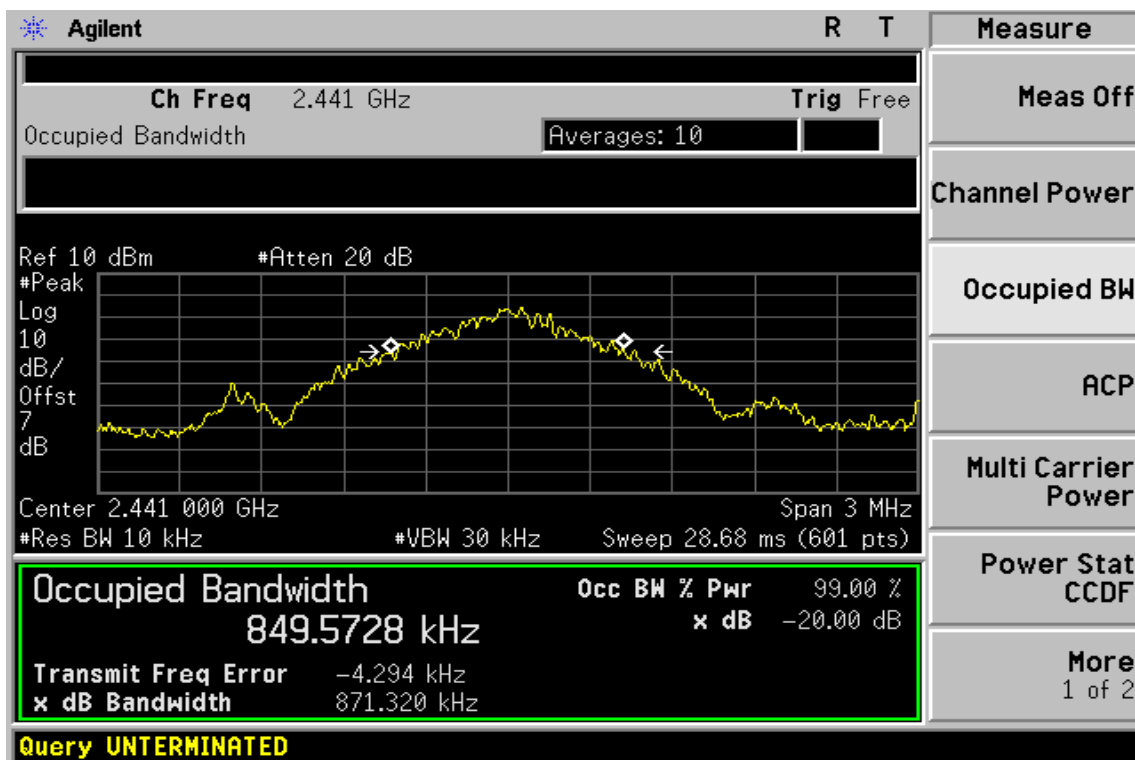 Agilent R T Measure
Ch Freq 2.441 GHz Trig Free
Meas Off
Occupied Bandwidth Averages: 10
Channel Power
Ref 10 dBm #Atten 20 dB
#Peak
Log
10
dB/
Offst
7
dB
Occupied BW
ACP
Center 2.441 000 GHz Span 3 MHz
#Res BW 10 kHz #VBW 30 kHz Sweep 28.68 ms (601 pts)
Multi Carrier
Power
Occupied Bandwidth Occ BW % Pwr 99.00 %
849.5728 kHz x dB -20.00 dB
Power Stat
CCDF
Transmit Freq Error -4.294 kHz
x dB Bandwidth 871.320 kHz
More
1 of 2
Query UNTERMINATED